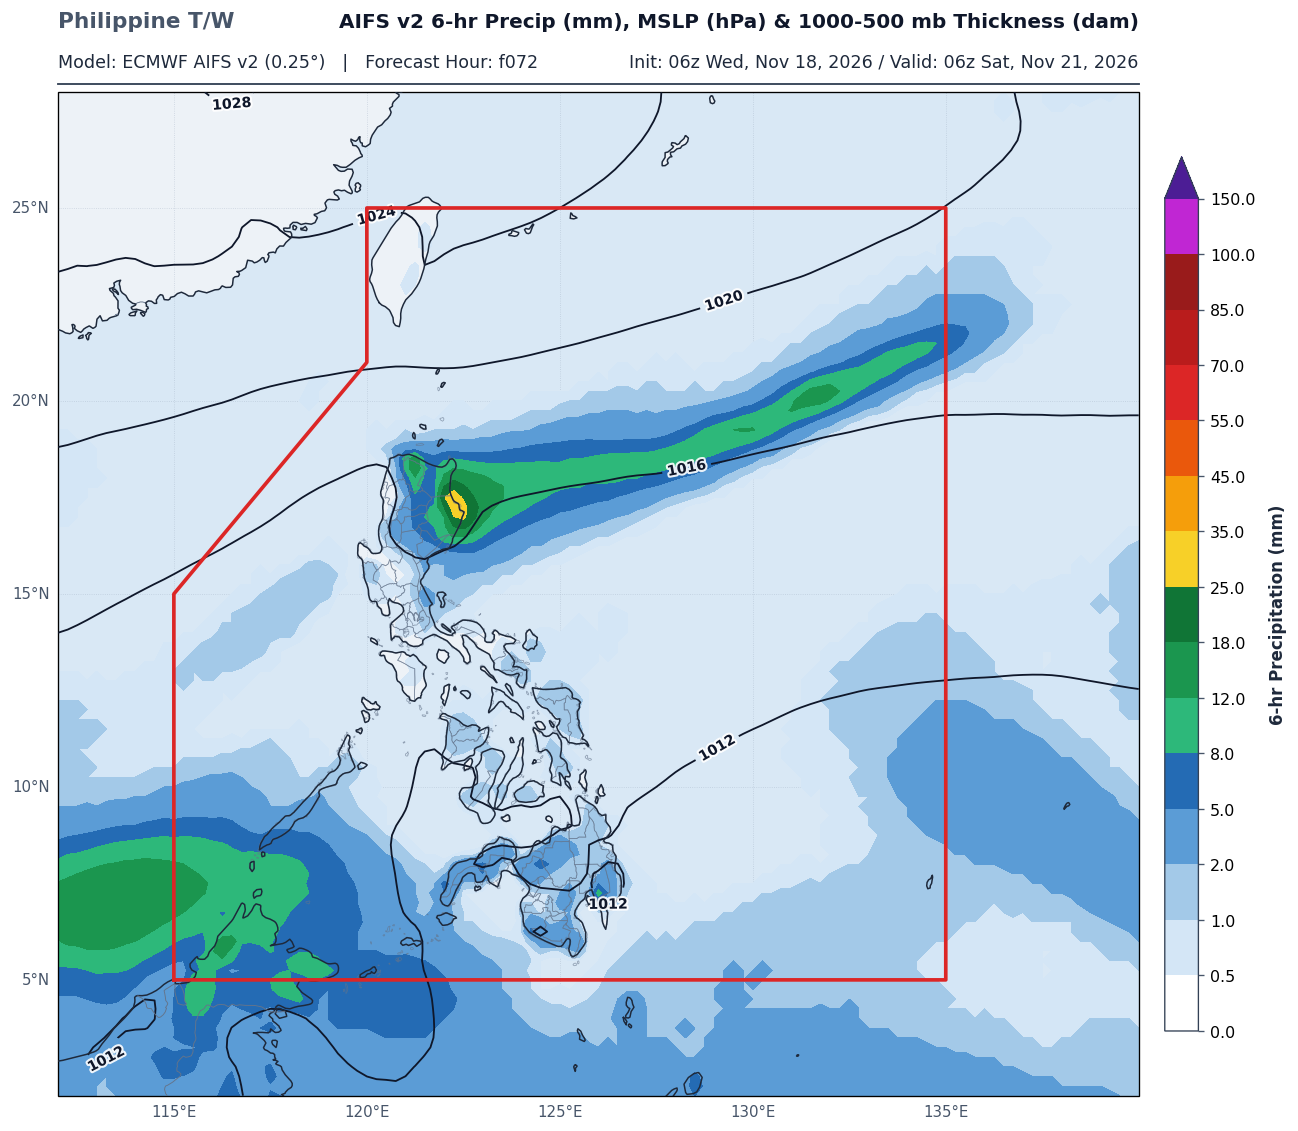 Philippine T/W
AIFS v2 6-hr Precip (mm), MSLP (hPa) & 1000-500 mb Thickness (dam)
Model: ECMWF AIFS v2 (0.25°) | Forecast Hour: f072
Init: 06z Wed, Nov 18, 2026 / Valid: 06z Sat, Nov 21, 2026
1028
1024
1020
1016
1012
1012
1012
25°N
20°N
15°N
10°N
5°N
115°E
120°E
125°E
130°E
135°E
150.0
100.0
85.0
70.0
55.0
45.0
35.0
25.0
18.0
12.0
8.0
5.0
2.0
1.0
0.5
0.0
6-hr Precipitation (mm)